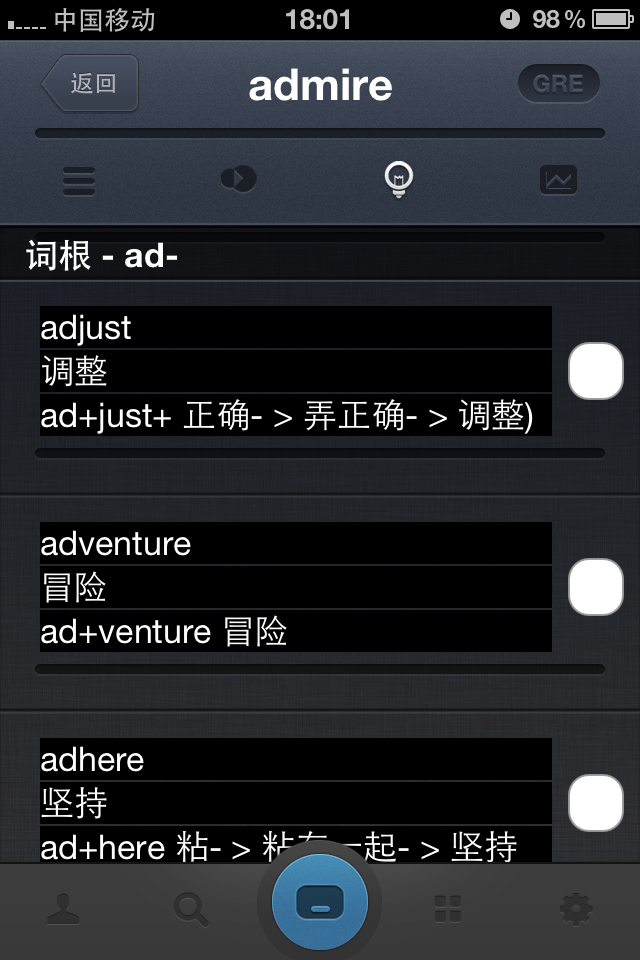 中国移动 18:01 98 %
返回 admire GRE
词根 - ad-
adjust
调整
ad+just+ 正确- > 弄正确- > 调整)
adventure
冒险
ad+venture 冒险
adhere
坚持
ad+here 粘- > 粘在一起- > 坚持